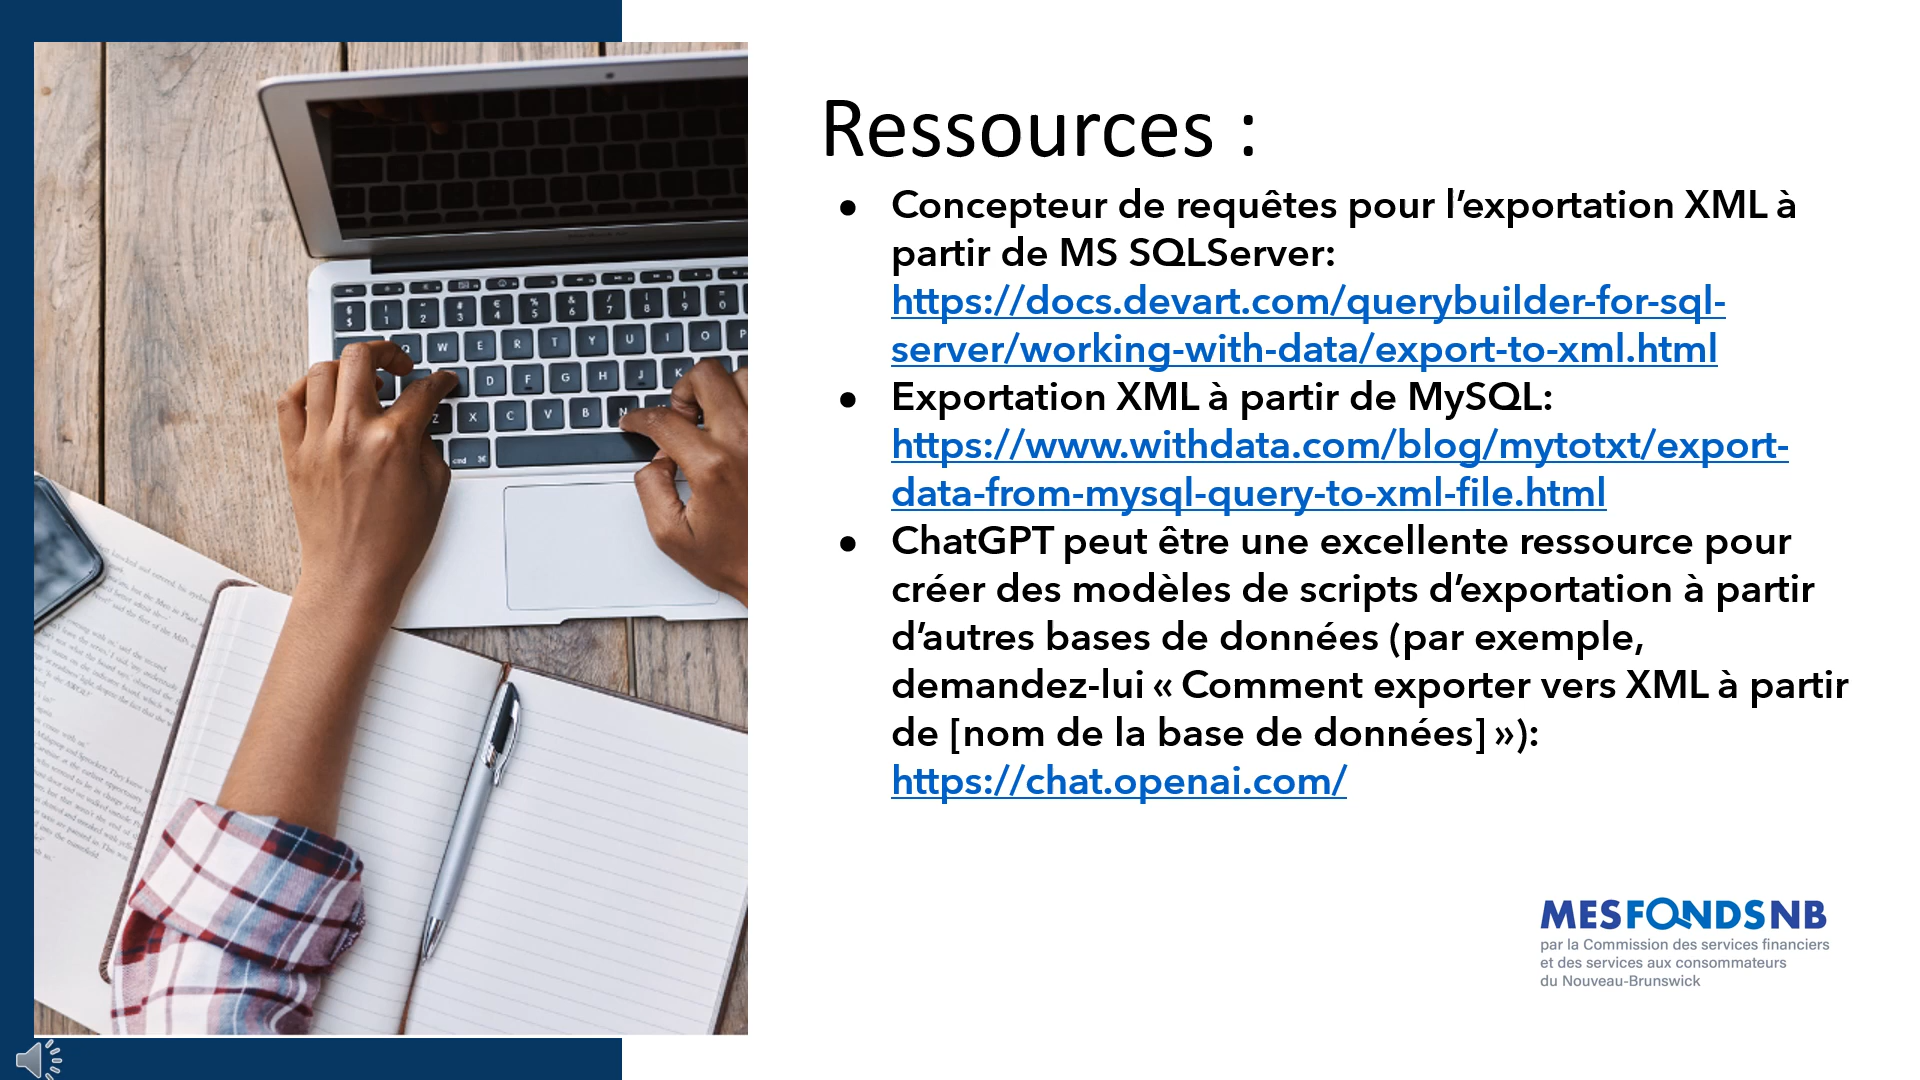 Ressources :
● Concepteur de requêtes pour l’exportation XML à
partir de MS SQLServer:
https://docs.devart.com/querybuilder-for-sql-
server/working-with-data/export-to-xml.html
● Exportation XML à partir de MySQL:
https://www.withdata.com/blog/mytotxt/export-
data-from-mysql-query-to-xml-file.html
● ChatGPT peut être une excellente ressource pour
créer des modèles de scripts d’exportation à partir
d’autres bases de données (par exemple,
demandez-lui « Comment exporter vers XML à partir
de [nom de la base de données] »):
https://chat.openai.com/
MESFONDSNB
par la Commission des services financiers
et des services aux consommateurs
du Nouveau-Brunswick